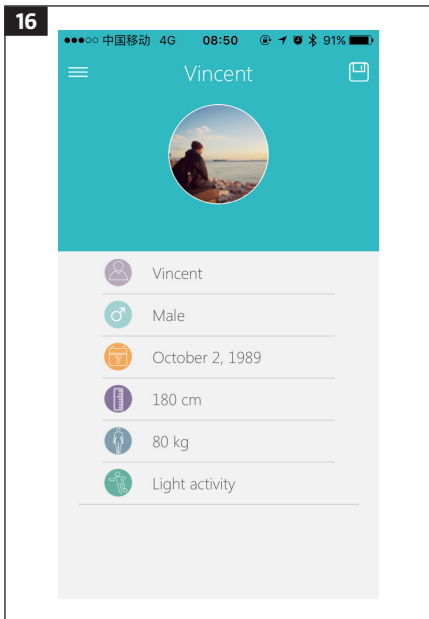 16
中国移动 4G 08:50 91%
Vincent
Vincent
Male
October 2, 1989
180 cm
80 kg
Light activity